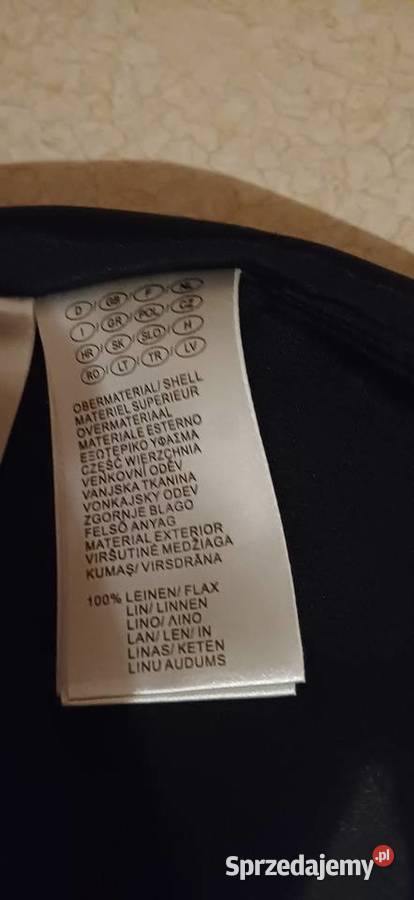 D / GB / F / NL
I / GR / POL / CZ
HR / SK / SLO / H
RO / LT / TR / LV
OBERMATERIAL/ SHELL
MATERIEL SUPERIEUR
OVERMATERIAAL
MATERIALE ESTERNO
ΕΞΩΤΕΡΙΚΟ ΥΦΑΣΜΑ
CZĘŚĆ WIERZCHNIA
VENKOVNÍ ODĚV
VANJSKA TKANINA
VONKAJSKY ODEV
ZGORNJE BLAGO
FELSŐ ANYAG
MATERIAL EXTERIOR
VIRŠUTINĖ MEDŽIAGA
KUMAŞ/ VIRSDRĀNA
100% LEINEN/ FLAX
LIN/ LINNEN
LINO/ ΛΙΝΟ
LAN/ LEN/ IN
LINAS/ KETEN
LINU AUDUMS
Sprzedajemy.pl